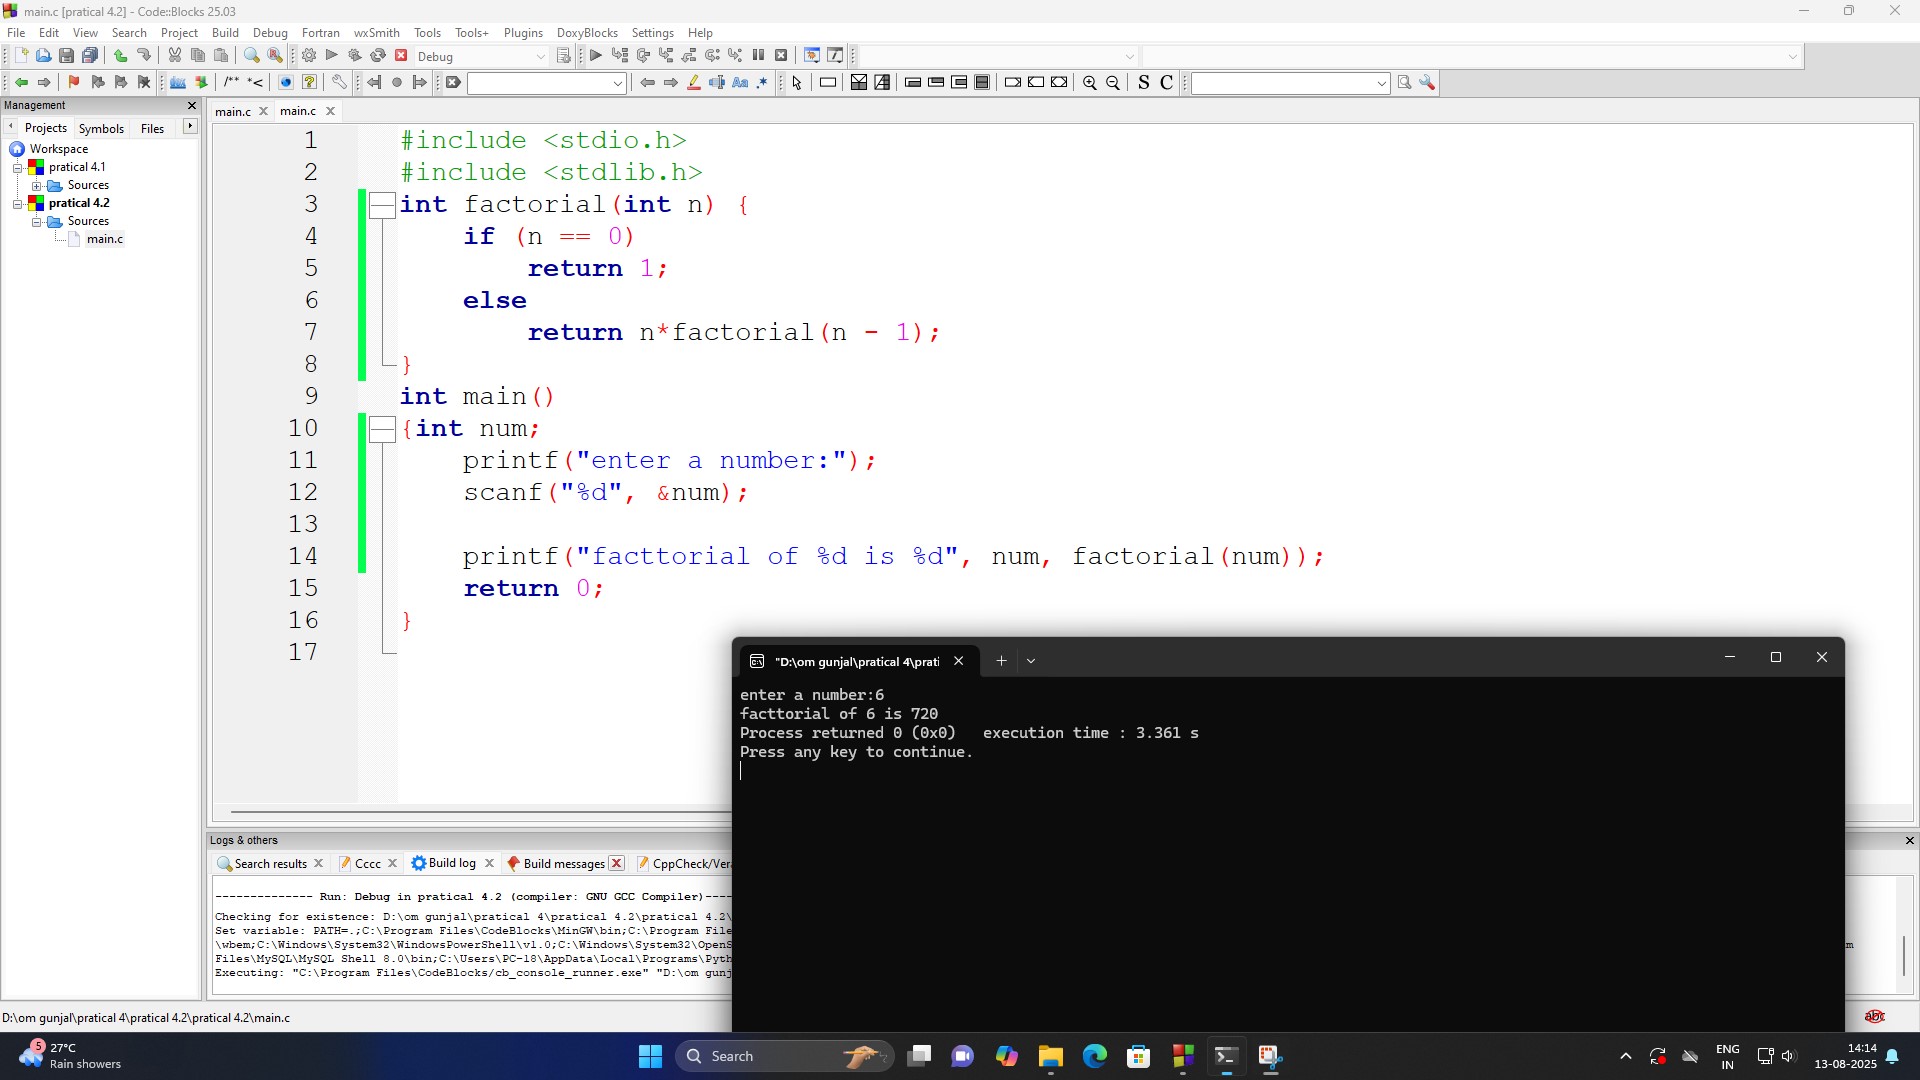 main.c [pratical 4.2] - Code::Blocks 25.03
File Edit View Search Project Build Debug Fortran wxSmith Tools Tools+ Plugins DoxyBlocks Settings Help
Debug
/** *<
Aa .*
S C
Management
Projects Symbols Files
Workspace
pratical 4.1
Sources
pratical 4.2
Sources
main.c
main.c main.c
1 #include <stdio.h>
2 #include <stdlib.h>
3 int factorial(int n) {
4 if (n == 0)
5 return 1;
6 else
7 return n*factorial(n - 1);
8 }
9 int main()
10 {int num;
11 printf("enter a number:");
12 scanf("%d", &num);
13
14 printf("facttorial of %d is %d", num, factorial(num));
15 return 0;
16 }
17
"D:\om gunjal\pratical 4\prati
enter a number:6
facttorial of 6 is 720
Process returned 0 (0x0) execution time : 3.361 s
Press any key to continue.
Logs & others
Search results Cccc Build log Build messages CppCheck/Ver
-------------- Run: Debug in pratical 4.2 (compiler: GNU GCC Compiler)----
Checking for existence: D:\om gunjal\pratical 4\pratical 4.2\pratical 4.2\
Set variable: PATH=.;C:\Program Files\CodeBlocks\MinGW\bin;C:\Program File
\wbem;C:\Windows\System32\WindowsPowerShell\v1.0;C:\Windows\System32\OpenS
Files\MySQL\MySQL Shell 8.0\bin;C:\Users\PC-18\AppData\Local\Programs\Pyth
Executing: "C:\Program Files\CodeBlocks/cb_console_runner.exe" "D:\om gunj
D:\om gunjal\pratical 4\pratical 4.2\pratical 4.2\main.c
abc
5
27°C
Rain showers
Search
ENG
IN
14:14
13-08-2025